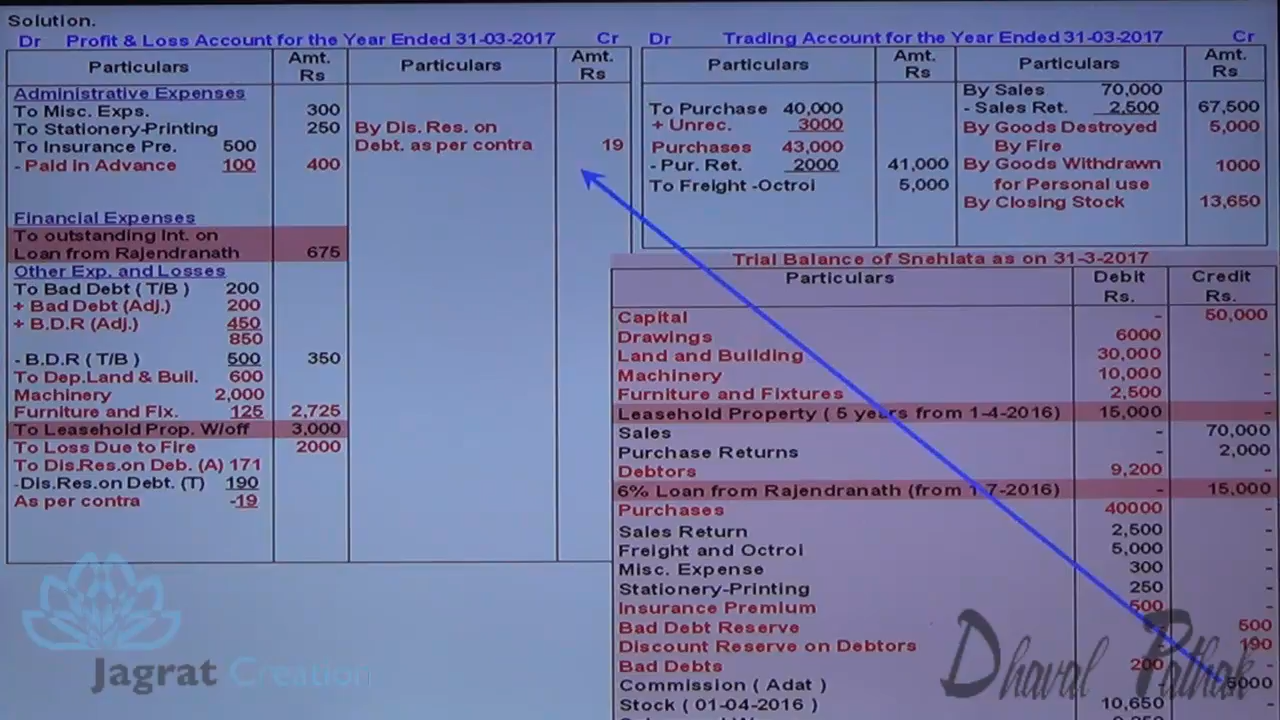 Solution.
Dr Profit & Loss Account for the Year Ended 31-03-2017 Cr
Particulars Amt. Rs Particulars Amt. Rs
Administrative Expenses
To Misc. Exps. 300
To Stationery-Printing 250 By Dis. Res. on
To Insurance Pre. 500 Debt. as per contra 19
- Paid in Advance 100 400
Financial Expenses
To outstanding Int. on
Loan from Rajendranath 675
Other Exp. and Losses
To Bad Debt ( T/B ) 200
+ Bad Debt (Adj.) 200
+ B.D.R (Adj.) 450
850
- B.D.R ( T/B ) 500 350
To Dep.Land & Bull. 600
Machinery 2,000
Furniture and Fix. 125 2,725
To Leasehold Prop. W/off 3,000
To Loss Due to Fire 2000
To Dis.Res.on Deb. (A) 171
-Dis.Res.on Debt. (T) 190
As per contra -19
Dr Trading Account for the Year Ended 31-03-2017 Cr
Particulars Amt. Rs Particulars Amt. Rs
By Sales 70,000
To Purchase 40,000 - Sales Ret. 2,500 67,500
+ Unrec. 3000 By Goods Destroyed 5,000
Purchases 43,000 By Fire
- Pur. Ret. 2000 41,000 By Goods Withdrawn 1000
To Freight -Octroi 5,000 for Personal use
By Closing Stock 13,650
Trial Balance of Snehlata as on 31-3-2017
Particulars Debit Rs. Credit Rs.
Capital - 50,000
Drawings 6000
Land and Building 30,000 -
Machinery 10,000 -
Furniture and Fixtures 2,500 -
Leasehold Property ( 5 years from 1-4-2016) 15,000 -
Sales - 70,000
Purchase Returns - 2,000
Debtors 9,200 -
6% Loan from Rajendranath (from 1-7-2016) - 15,000
Purchases 40000 -
Sales Return 2,500 -
Freight and Octroi 5,000 -
Misc. Expense 300 -
Stationery-Printing 250 -
Insurance Premium 500 -
Bad Debt Reserve - 500
Discount Reserve on Debtors - 190
Bad Debts 200 -
Commission ( Adat ) - 5000
Stock ( 01-04-2016 ) 10,650 -
Jagrat Creation
Dhaval Pathak